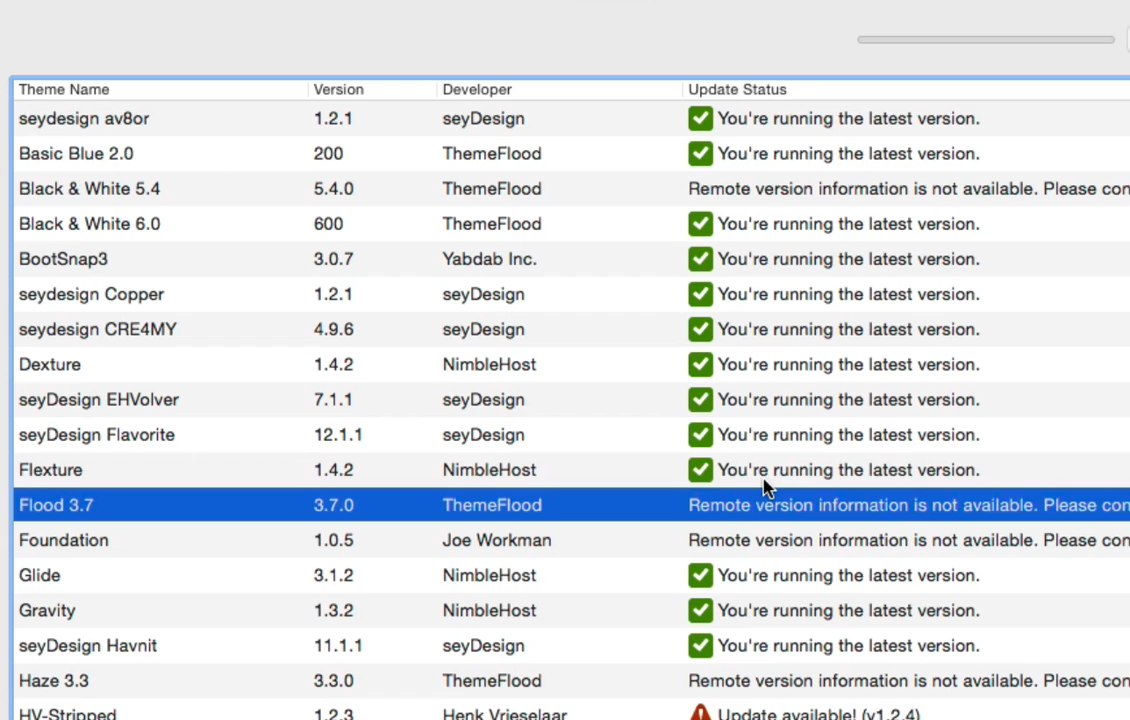 Theme Name Version Developer Update Status
seydesign av8or 1.2.1 seyDesign You're running the latest version.
Basic Blue 2.0 200 ThemeFlood You're running the latest version.
Black & White 5.4 5.4.0 ThemeFlood Remote version information is not available. Please con
Black & White 6.0 600 ThemeFlood You're running the latest version.
BootSnap3 3.0.7 Yabdab Inc. You're running the latest version.
seydesign Copper 1.2.1 seyDesign You're running the latest version.
seydesign CRE4MY 4.9.6 seyDesign You're running the latest version.
Dexture 1.4.2 NimbleHost You're running the latest version.
seyDesign EHVolver 7.1.1 seyDesign You're running the latest version.
seyDesign Flavorite 12.1.1 seyDesign You're running the latest version.
Flexture 1.4.2 NimbleHost You're running the latest version.
Flood 3.7 3.7.0 ThemeFlood Remote version information is not available. Please con
Foundation 1.0.5 Joe Workman Remote version information is not available. Please con
Glide 3.1.2 NimbleHost You're running the latest version.
Gravity 1.3.2 NimbleHost You're running the latest version.
seyDesign Havnit 11.1.1 seyDesign You're running the latest version.
Haze 3.3 3.3.0 ThemeFlood Remote version information is not available. Please con
HV-Stripped 1.2.3 Henk Vrieselaar Update available! (v1.2.4)